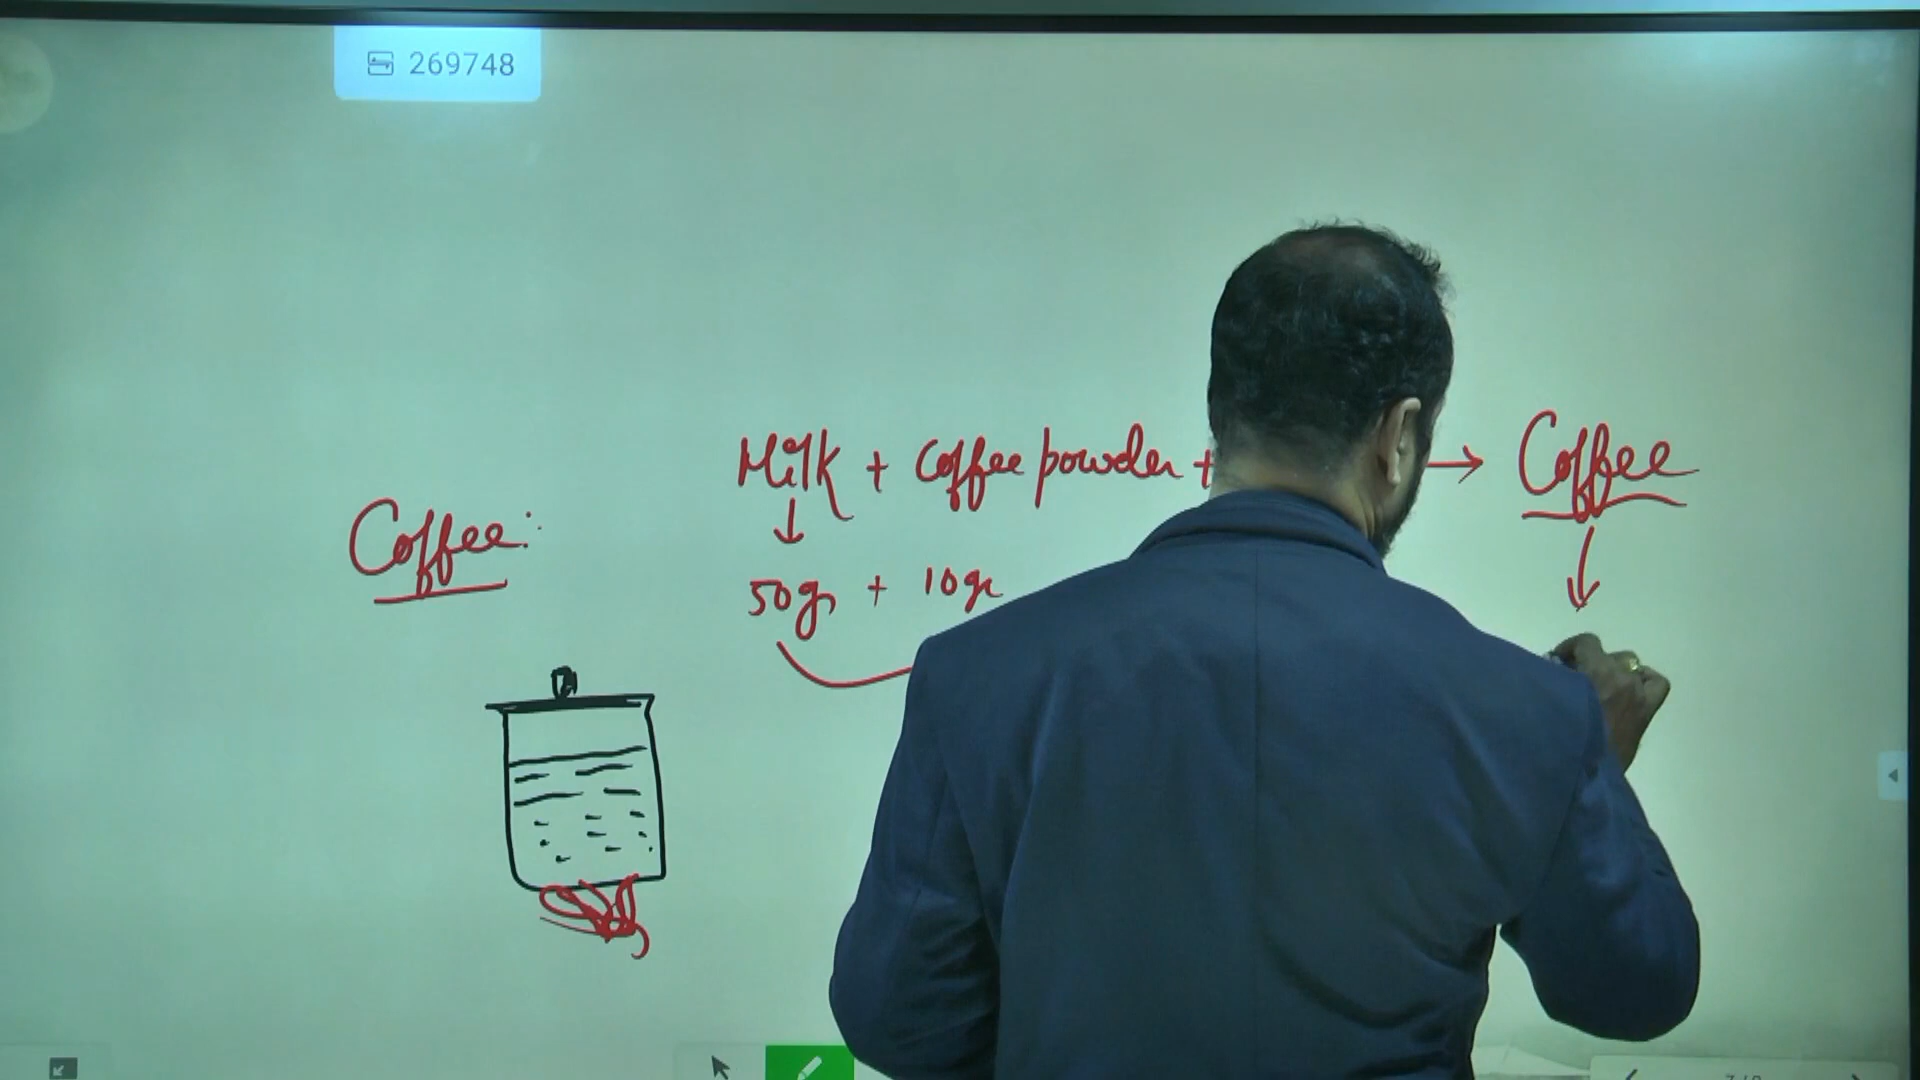 269748
Milk + Coffee powder + → Coffee
Coffee:
50g + 10g